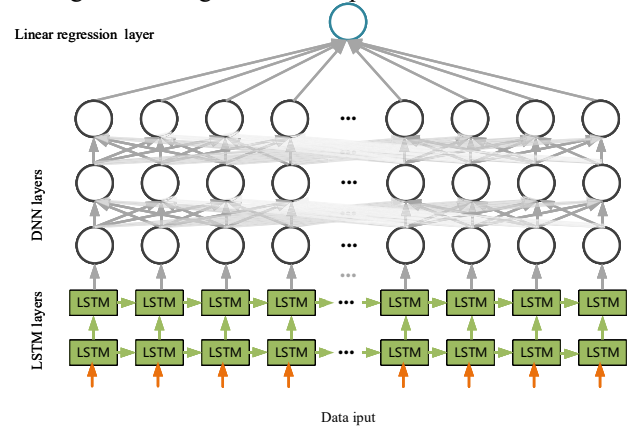 Linear regression layer
...
...
DNN layers
...
...
...
LSTM layers
LSTM LSTM LSTM LSTM ... LSTM LSTM LSTM LSTM
LSTM LSTM LSTM LSTM ... LSTM LSTM LSTM LSTM
Data iput